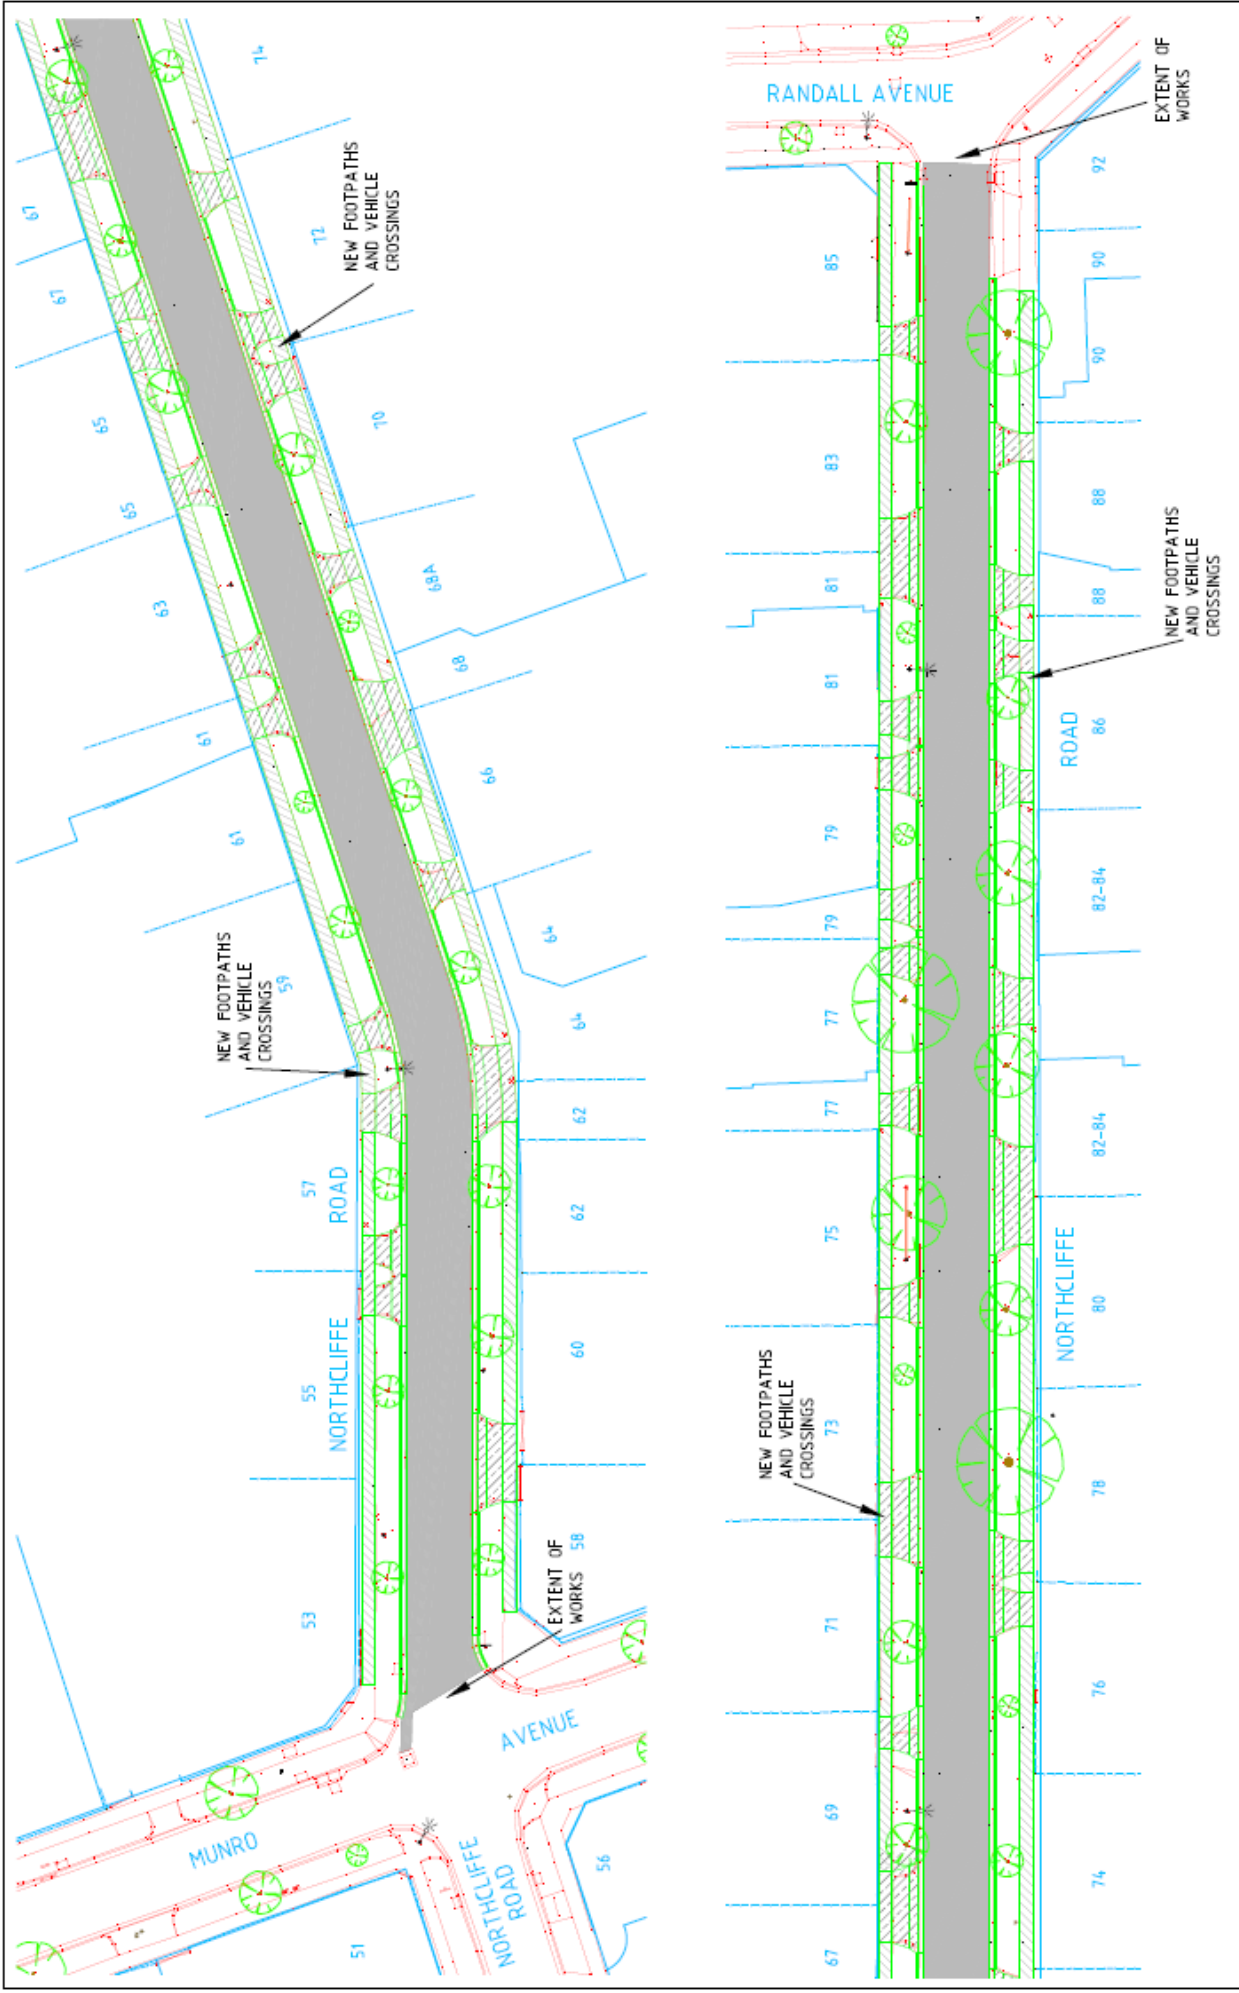 74
67
72
NEW FOOTPATHS
AND VEHICLE
CROSSINGS
67
65
70
65
68A
63
68
61
66
61
64
NEW FOOTPATHS
AND VEHICLE
CROSSINGS
59
64
62
57
ROAD
62
NORTHCLIFFE
55
60
58
53
EXTENT OF
WORKS
AVENUE
MUNRO
NORTHCLIFFE
ROAD
56
51
RANDALL AVENUE
EXTENT OF
WORKS
92
85
90
90
83
88
81
88
NEW FOOTPATHS
AND VEHICLE
CROSSINGS
81
86
ROAD
79
82-84
79
77
77
82-84
75
NORTHCLIFFE
80
NEW FOOTPATHS
AND VEHICLE
CROSSINGS
73
78
71
76
69
74
67